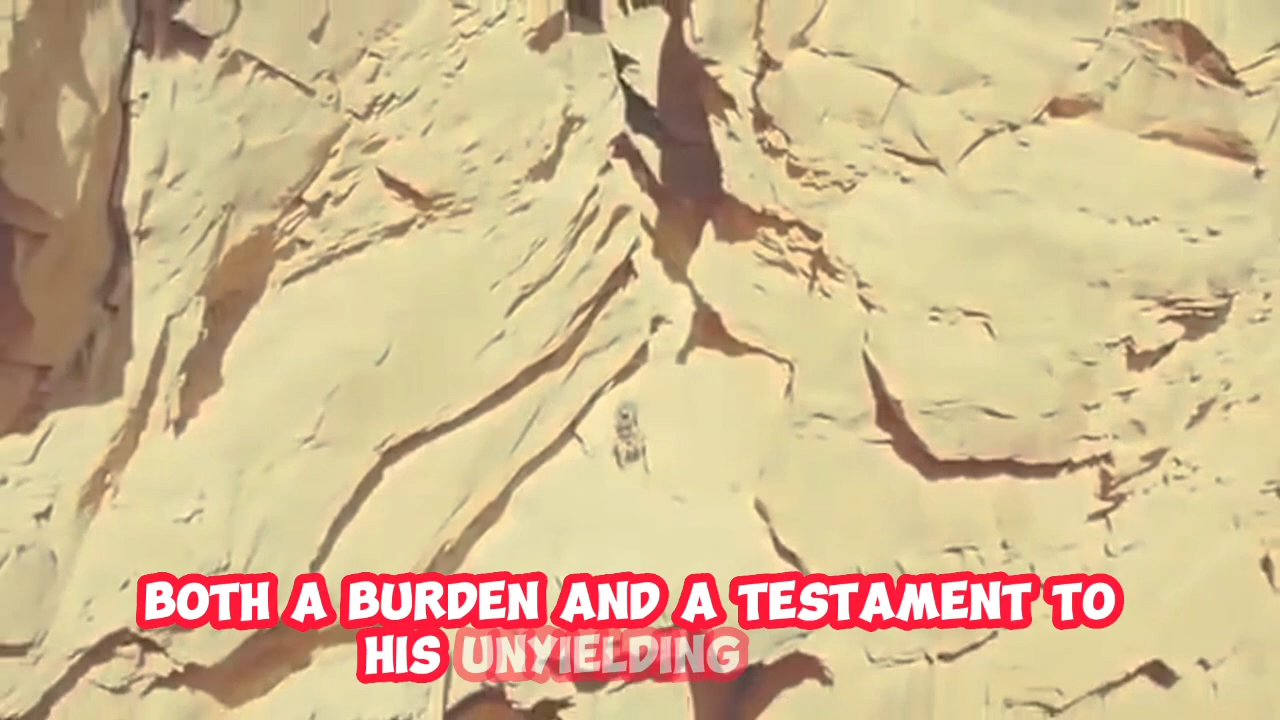 BOTH A BURDEN AND A TESTAMENT TO
HIS UNYIELDING